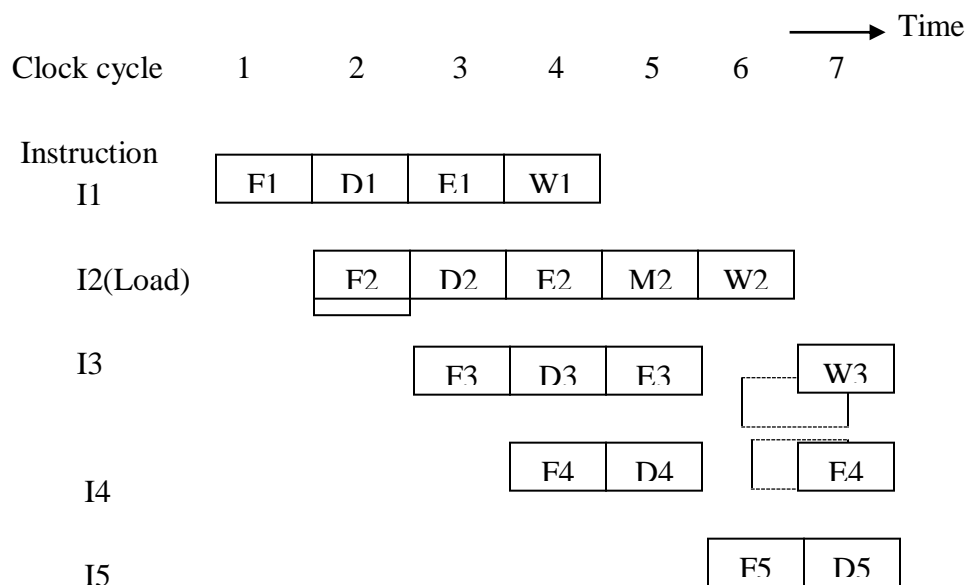 Time
Clock cycle 1 2 3 4 5 6 7
Instruction
I1 F1 D1 E1 W1
I2(Load) F2 D2 E2 M2 W2
I3 F3 D3 E3 W3
I4 F4 D4 E4
I5 F5 D5